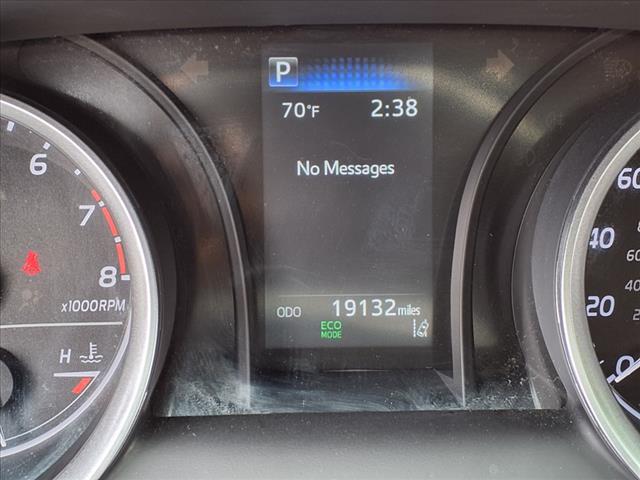 P
70°F 2:38
No Messages
ODO 19132 miles
ECO
MODE
6
7
8
x1000RPM
H
60
40
20
0